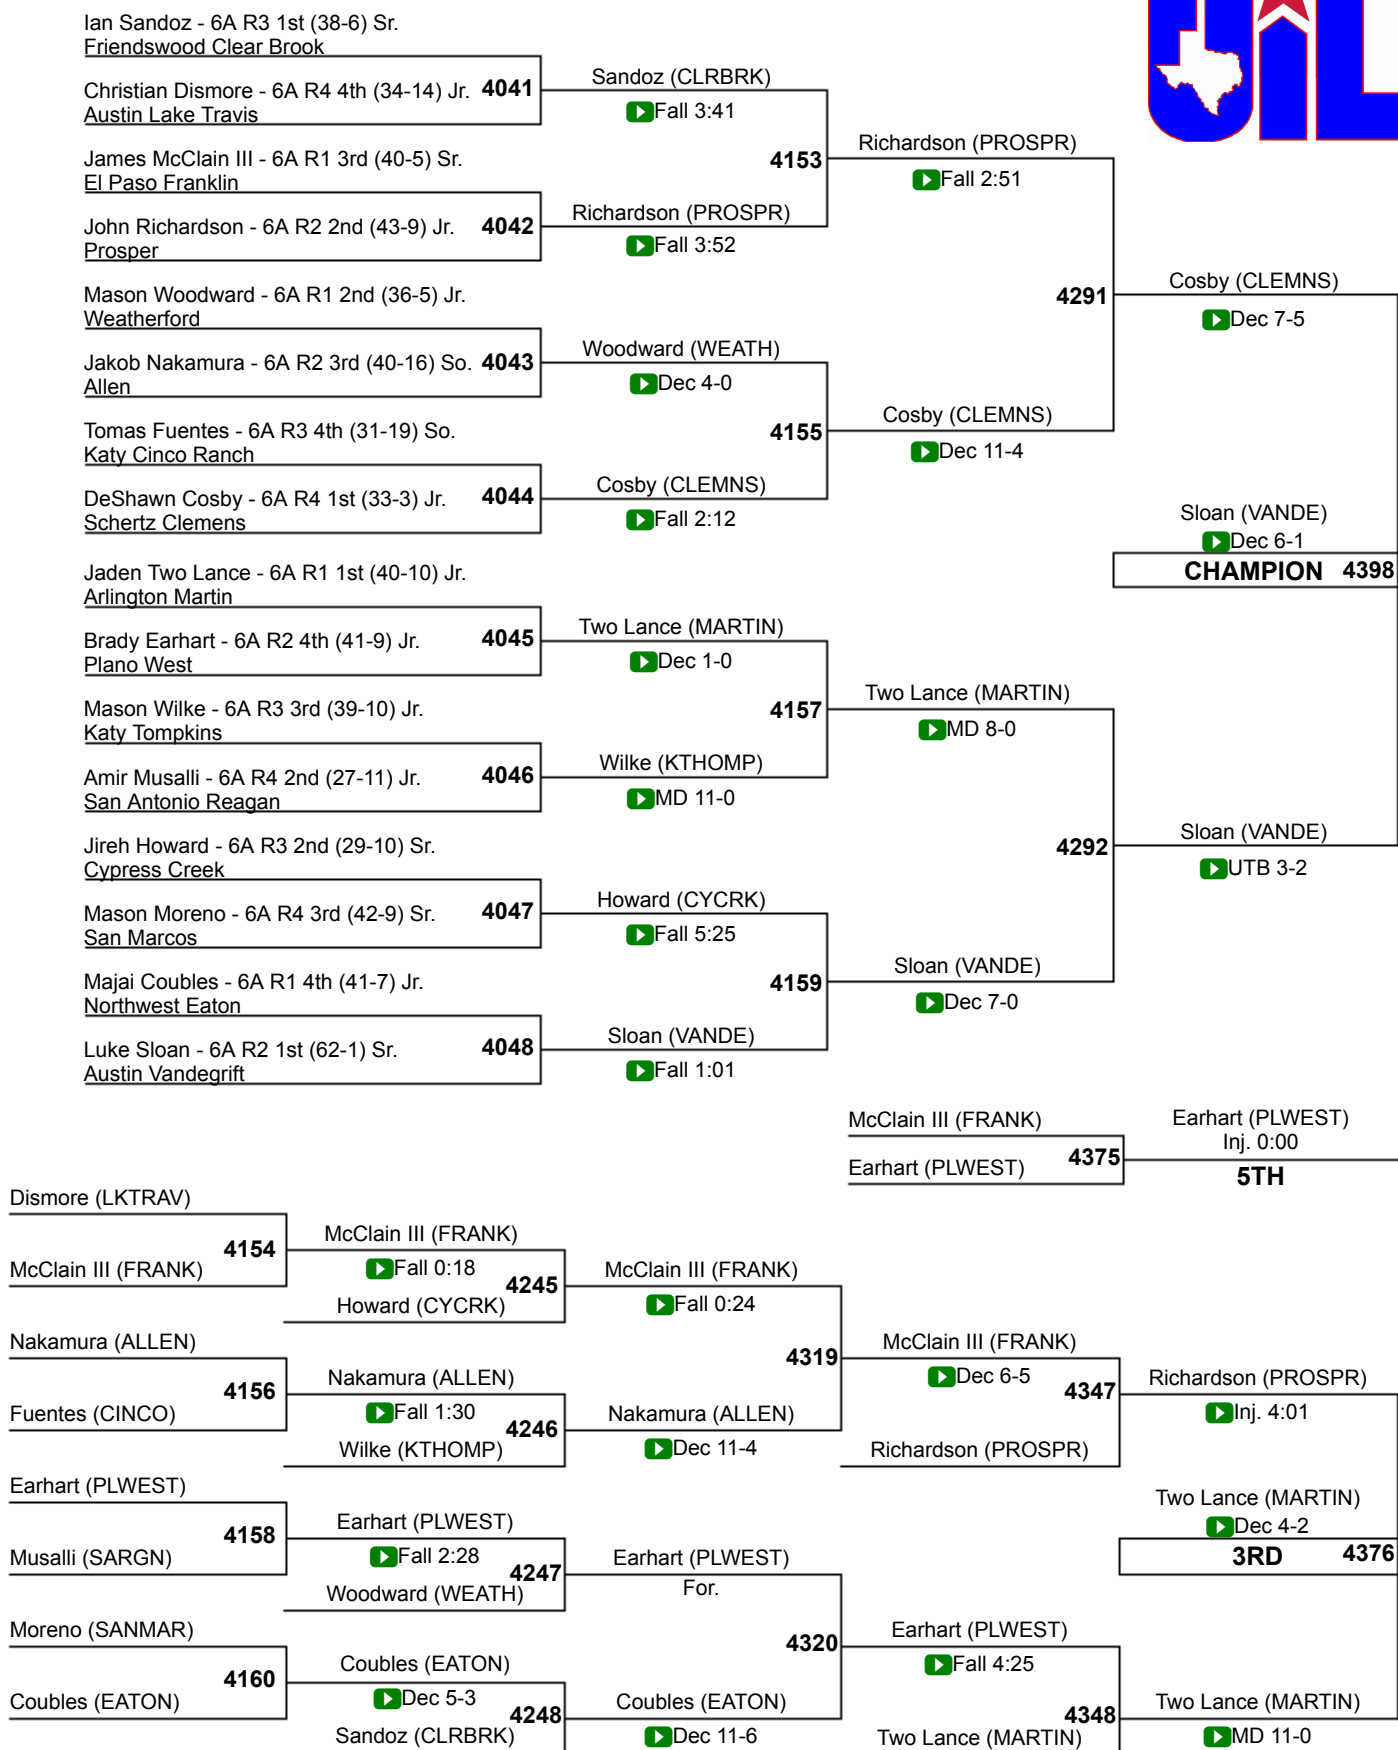 UIL
Ian Sandoz - 6A R3 1st (38-6) Sr.
Friendswood Clear Brook
Christian Dismore - 6A R4 4th (34-14) Jr.
Austin Lake Travis
4041
Sandoz (CLRBRK)
Fall 3:41
James McClain III - 6A R1 3rd (40-5) Sr.
El Paso Franklin
John Richardson - 6A R2 2nd (43-9) Jr.
Prosper
4042
Richardson (PROSPR)
Fall 3:52
4153
Richardson (PROSPR)
Fall 2:51
Mason Woodward - 6A R1 2nd (36-5) Jr.
Weatherford
Jakob Nakamura - 6A R2 3rd (40-16) So.
Allen
4043
Woodward (WEATH)
Dec 4-0
Tomas Fuentes - 6A R3 4th (31-19) So.
Katy Cinco Ranch
DeShawn Cosby - 6A R4 1st (33-3) Jr.
Schertz Clemens
4044
Cosby (CLEMNS)
Fall 2:12
4155
Cosby (CLEMNS)
Dec 11-4
4291
Cosby (CLEMNS)
Dec 7-5
Sloan (VANDE)
Dec 6-1
CHAMPION 4398
Jaden Two Lance - 6A R1 1st (40-10) Jr.
Arlington Martin
Brady Earhart - 6A R2 4th (41-9) Jr.
Plano West
4045
Two Lance (MARTIN)
Dec 1-0
Mason Wilke - 6A R3 3rd (39-10) Jr.
Katy Tompkins
Amir Musalli - 6A R4 2nd (27-11) Jr.
San Antonio Reagan
4046
Wilke (KTHOMP)
MD 11-0
4157
Two Lance (MARTIN)
MD 8-0
Jireh Howard - 6A R3 2nd (29-10) Sr.
Cypress Creek
Mason Moreno - 6A R4 3rd (42-9) Sr.
San Marcos
4047
Howard (CYCRK)
Fall 5:25
Majai Coubles - 6A R1 4th (41-7) Jr.
Northwest Eaton
Luke Sloan - 6A R2 1st (62-1) Sr.
Austin Vandegrift
4048
Sloan (VANDE)
Fall 1:01
4159
Sloan (VANDE)
Dec 7-0
4292
Sloan (VANDE)
UTB 3-2
McClain III (FRANK)
Earhart (PLWEST)
4375
Earhart (PLWEST)
Inj. 0:00
5TH
Dismore (LKTRAV)
McClain III (FRANK)
4154
McClain III (FRANK)
Fall 0:18
Howard (CYCRK)
4245
McClain III (FRANK)
Fall 0:24
Nakamura (ALLEN)
Fuentes (CINCO)
4156
Nakamura (ALLEN)
Fall 1:30
Wilke (KTHOMP)
4246
Nakamura (ALLEN)
Dec 11-4
4319
McClain III (FRANK)
Dec 6-5
Richardson (PROSPR)
4347
Richardson (PROSPR)
Inj. 4:01
Two Lance (MARTIN)
Dec 4-2
3RD 4376
Earhart (PLWEST)
Musalli (SARGN)
4158
Earhart (PLWEST)
Fall 2:28
Woodward (WEATH)
4247
Earhart (PLWEST)
For.
Moreno (SANMAR)
Coubles (EATON)
4160
Coubles (EATON)
Dec 5-3
Sandoz (CLRBRK)
4248
Coubles (EATON)
Dec 11-6
4320
Earhart (PLWEST)
Fall 4:25
Two Lance (MARTIN)
4348
Two Lance (MARTIN)
MD 11-0